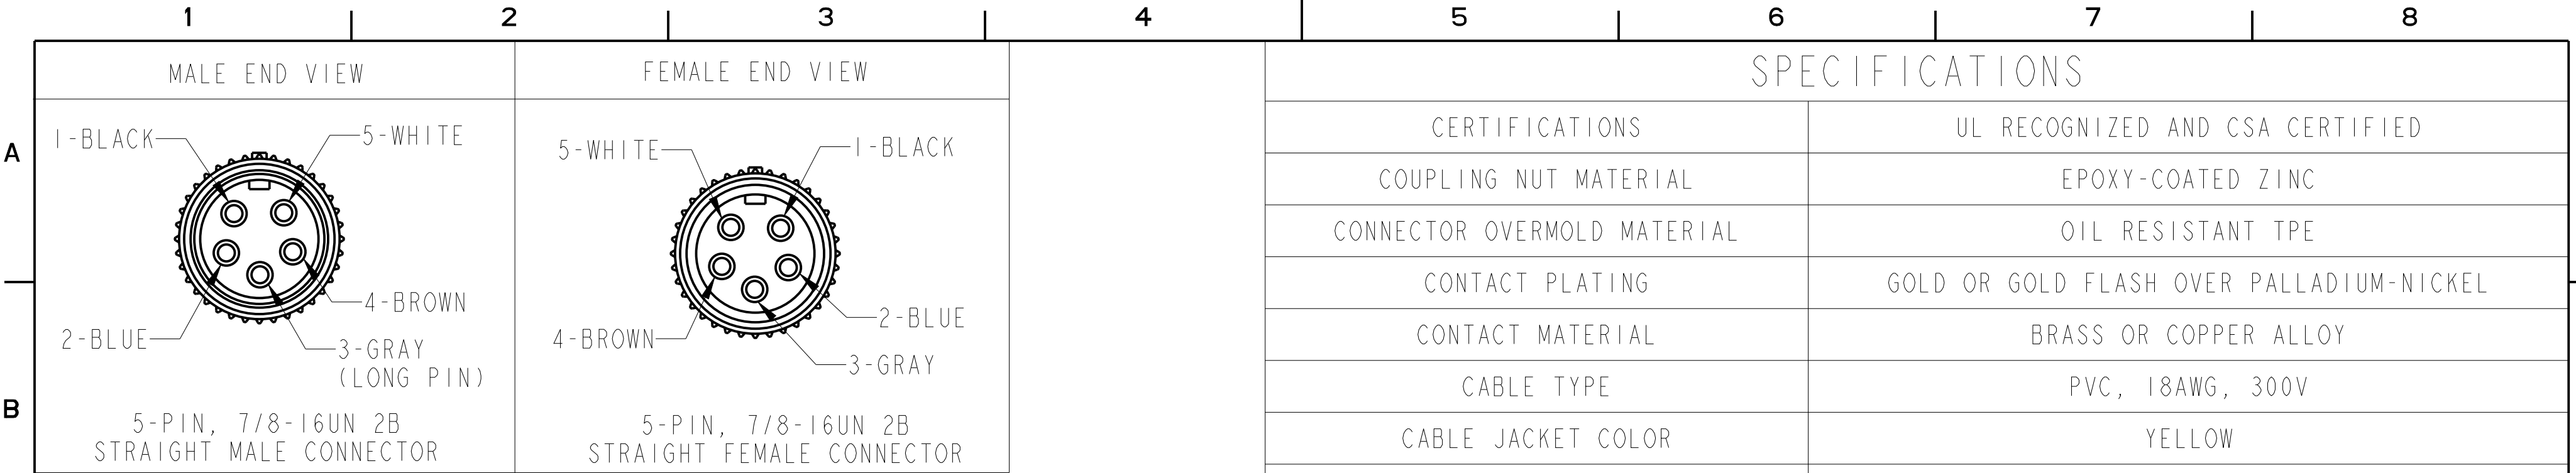 1 2 3 4 5 6 7 8
MALE END VIEW
FEMALE END VIEW
1-BLACK
5-WHITE
4-BROWN
2-BLUE
3-GRAY
(LONG PIN)
5-PIN, 7/8-16UN 2B
STRAIGHT MALE CONNECTOR
5-WHITE
1-BLACK
2-BLUE
4-BROWN
3-GRAY
5-PIN, 7/8-16UN 2B
STRAIGHT FEMALE CONNECTOR
A
B
SPECIFICATIONS
CERTIFICATIONS UL RECOGNIZED AND CSA CERTIFIED
COUPLING NUT MATERIAL EPOXY-COATED ZINC
CONNECTOR OVERMOLD MATERIAL OIL RESISTANT TPE
CONTACT PLATING GOLD OR GOLD FLASH OVER PALLADIUM-NICKEL
CONTACT MATERIAL BRASS OR COPPER ALLOY
CABLE TYPE PVC, 18AWG, 300V
CABLE JACKET COLOR YELLOW